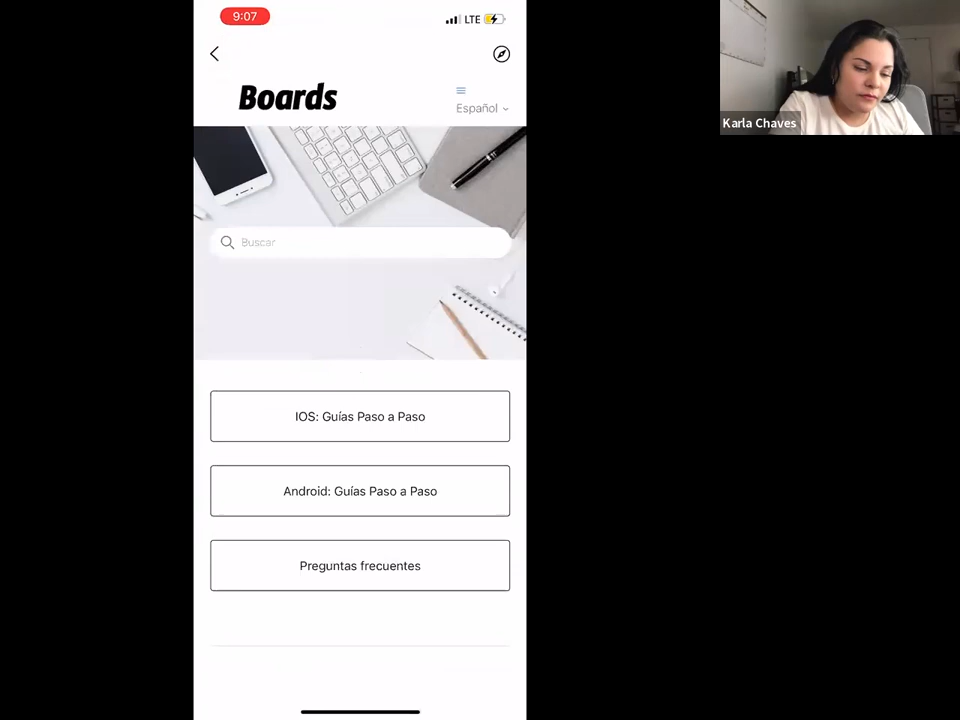 9:07
LTE
Boards
Español
Buscar
IOS: Guías Paso a Paso
Android: Guías Paso a Paso
Preguntas frecuentes
Karla Chaves